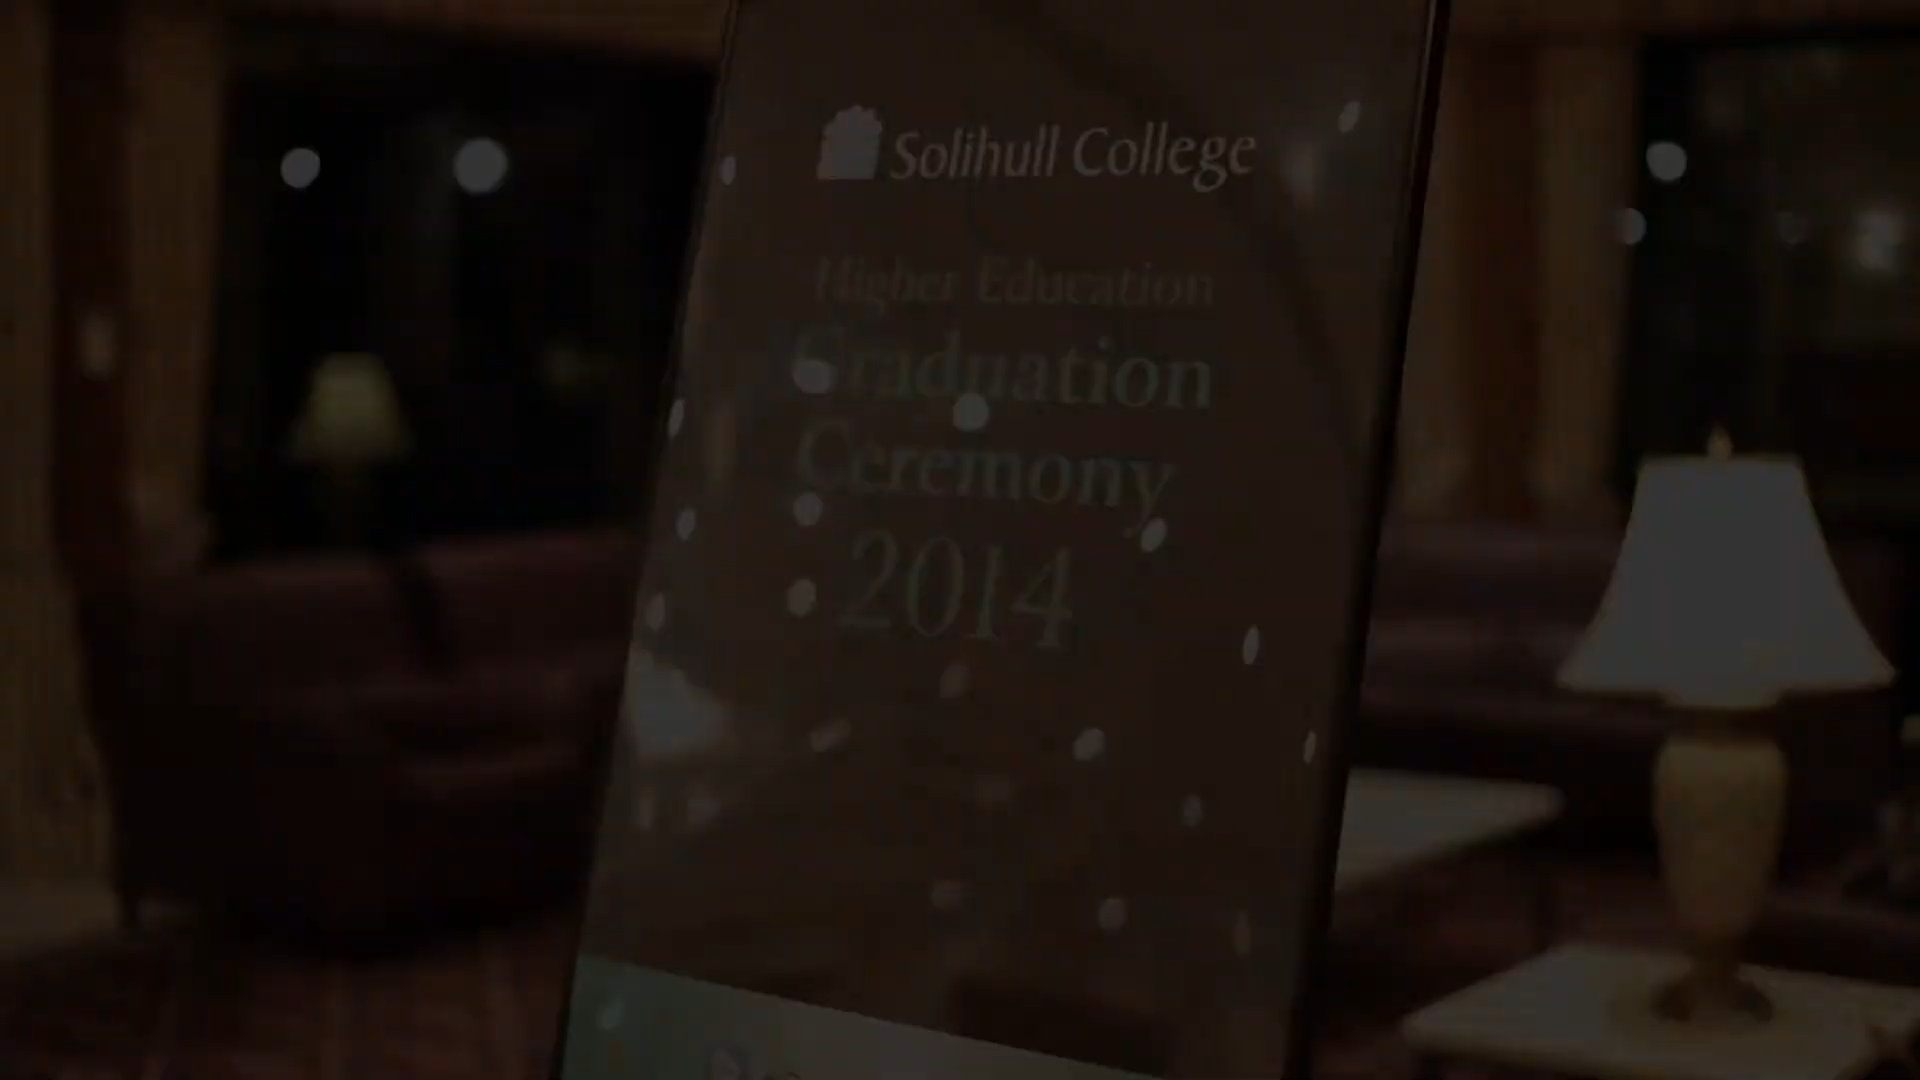 Solihull College
Higher Education
Graduation
Ceremony
2014